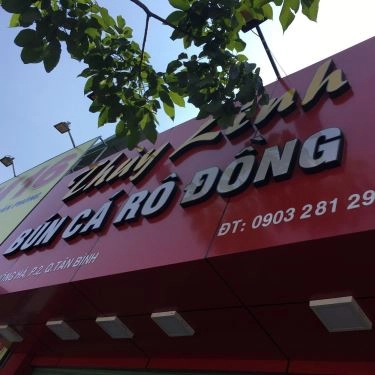 Thùy Linh
BÚN CÁ RÔ ĐỒNG
ĐT: 0903 281 29
P.2, Q.TÂN BÌNH